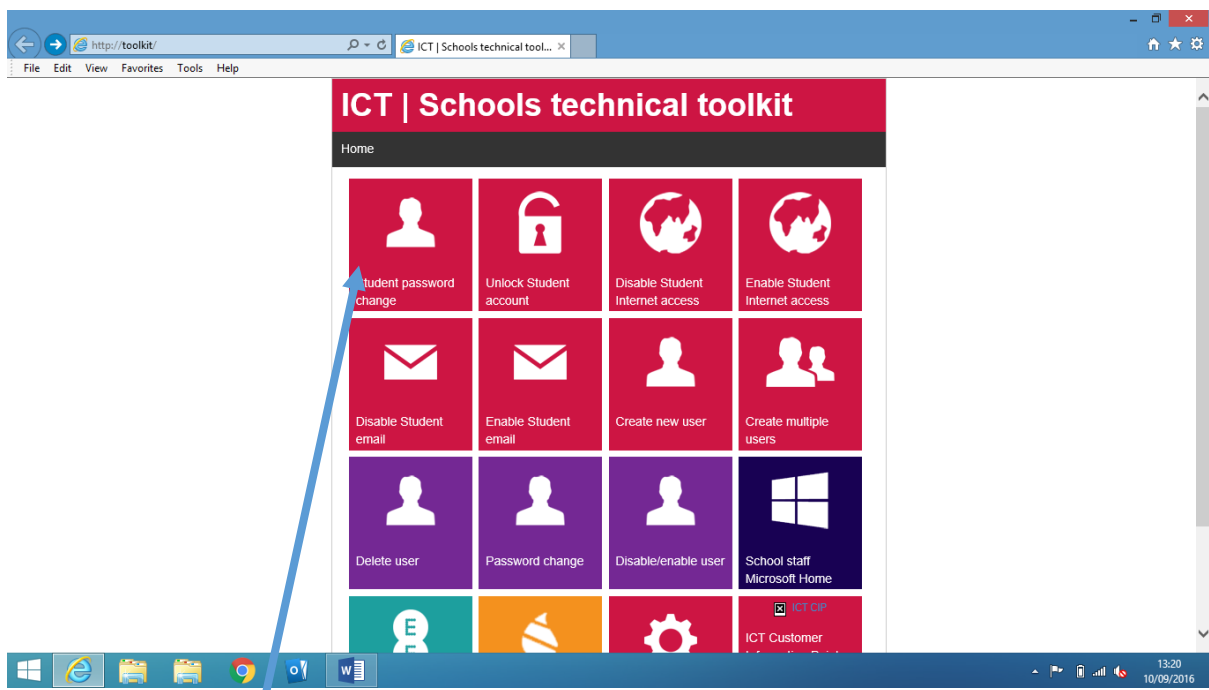 http://toolkit/
ICT | Schools technical tool...
File Edit View Favorites Tools Help
ICT | Schools technical toolkit
Home
Student password
change
Unlock Student
account
Disable Student
Internet access
Enable Student
Internet access
Disable Student
email
Enable Student
email
Create new user
Create multiple
users
Delete user
Password change
Disable/enable user
School staff
Microsoft Home
E
ICT CIP
ICT Customer
13:20
10/09/2016